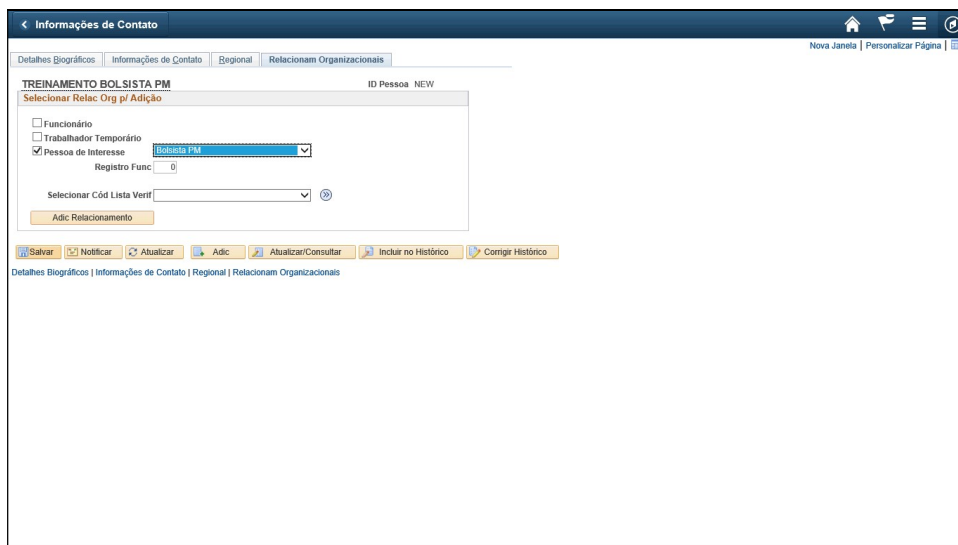 Informações de Contato
Nova Janela | Personalizar Página |
Detalhes Biográficos Informações de Contato Regional Relacionam Organizacionais
TREINAMENTO BOLSISTA PM ID Pessoa NEW
Selecionar Relac Org p/ Adição
Funcionário
Trabalhador Temporário
Pessoa de Interesse Bolsista PM
Registro Func 0
Selecionar Cód Lista Verif
Adic Relacionamento
Salvar Notificar Atualizar Adic Atualizar/Consultar Incluir no Histórico Corrigir Histórico
Detalhes Biográficos | Informações de Contato | Regional | Relacionam Organizacionais